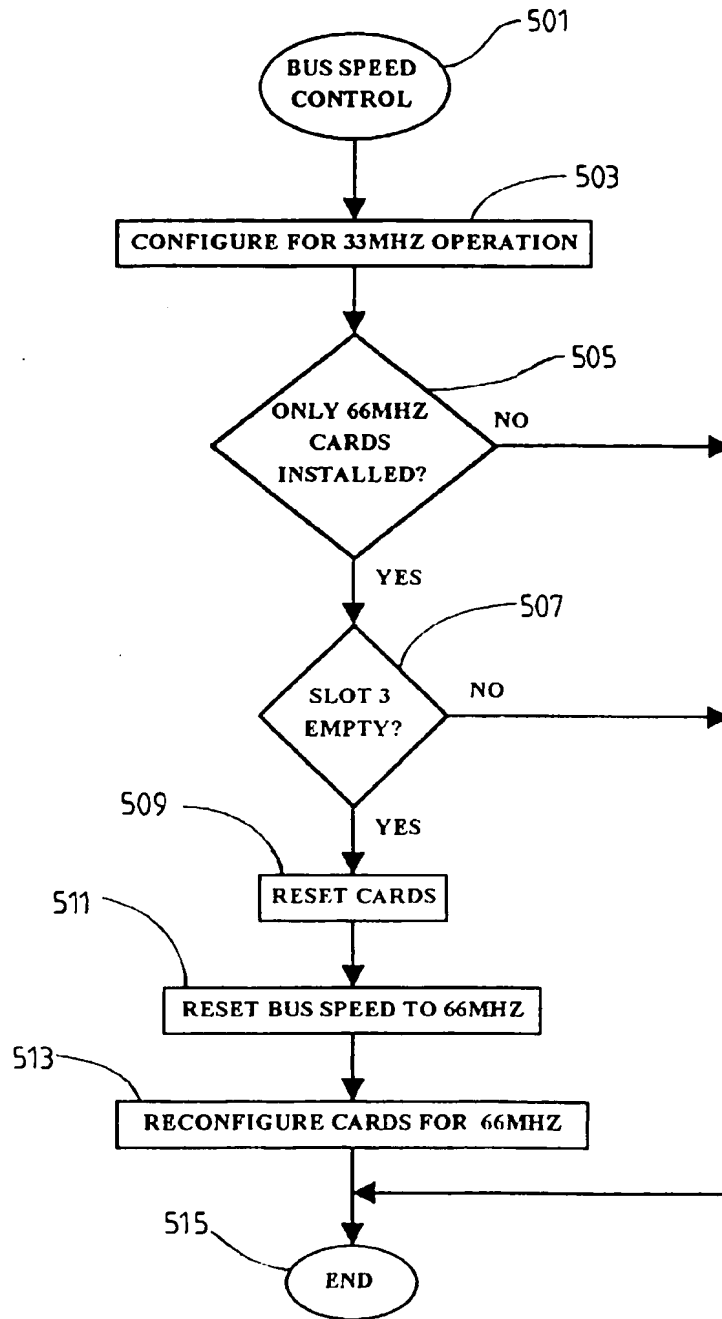 501
BUS SPEED
CONTROL
503
CONFIGURE FOR 33MHZ OPERATION
505
ONLY 66MHZ
CARDS
INSTALLED?
NO
YES
507
SLOT 3
EMPTY?
NO
509
YES
RESET CARDS
511
RESET BUS SPEED TO 66MHZ
513
RECONFIGURE CARDS FOR 66MHZ
515
END